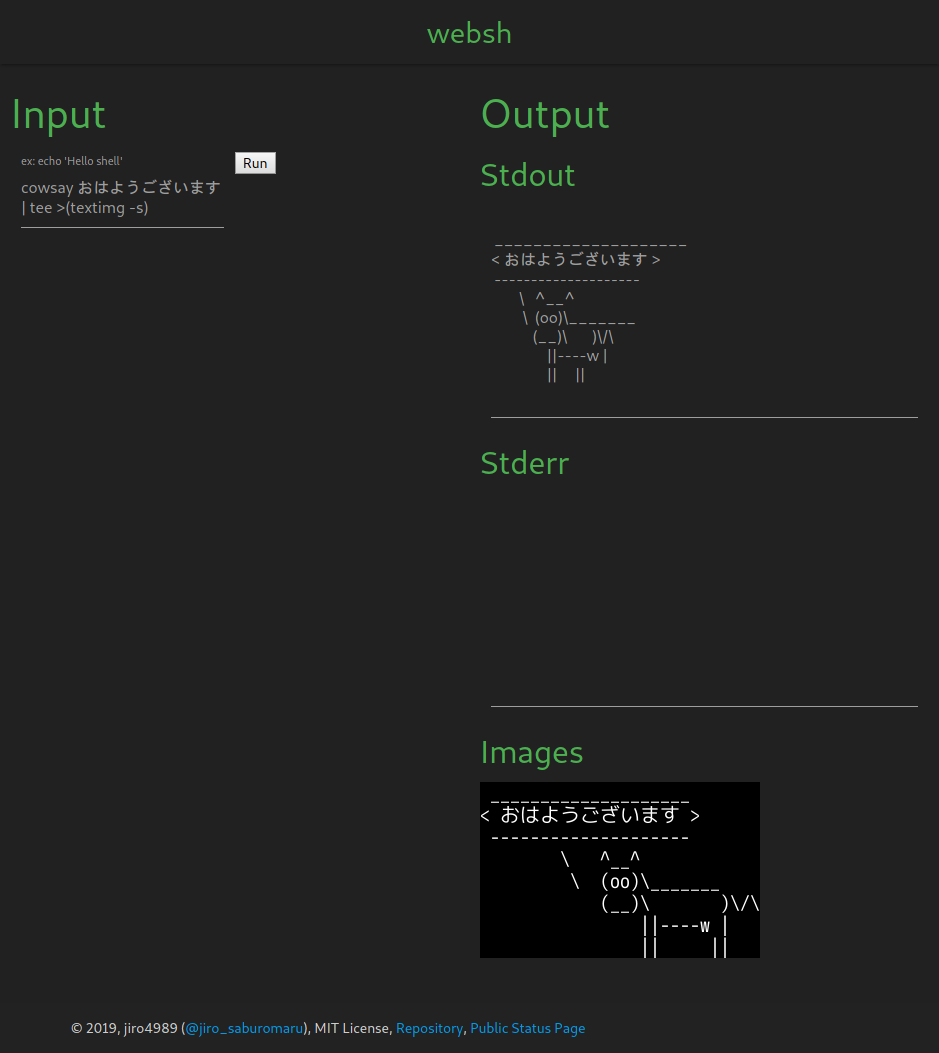 websh
Input
ex: echo 'Hello shell'
Run
cowsay おはようございます
| tee >(textimg -s)
Output
Stdout
 ____________________
< おはようございます >
 --------------------
        \   ^__^
         \  (oo)\_______
            (__)\       )\/\
                ||----w |
                ||     ||
Stderr
Images
 ____________________
< おはようございます >
 --------------------
        \   ^__^
         \  (oo)\_______
            (__)\       )\/\
                ||----w |
                ||     ||
© 2019, jiro4989 (@jiro_saburomaru), MIT License, Repository, Public Status Page